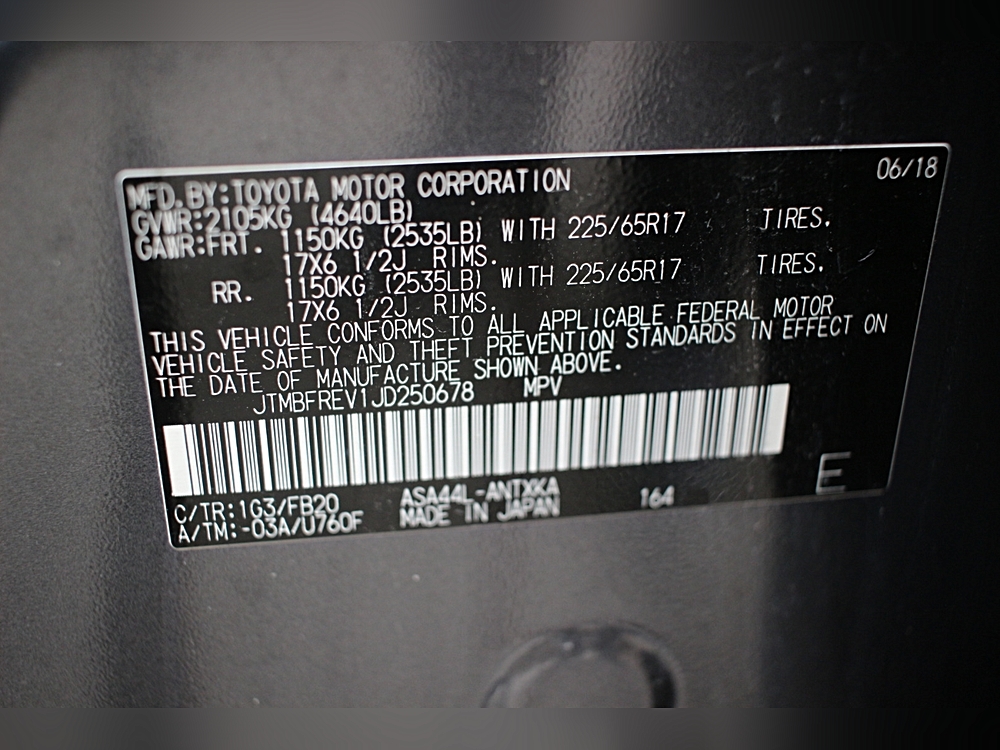 MFD.BY:TOYOTA MOTOR CORPORATION 06/18
GVWR:2105KG (4640LB)
GAWR:FRT. 1150KG (2535LB) WITH 225/65R17 TIRES.
17X6 1/2J RIMS.
RR. 1150KG (2535LB) WITH 225/65R17 TIRES.
17X6 1/2J RIMS.
THIS VEHICLE CONFORMS TO ALL APPLICABLE FEDERAL MOTOR
VEHICLE SAFETY AND THEFT PREVENTION STANDARDS IN EFFECT ON
THE DATE OF MANUFACTURE SHOWN ABOVE.
JTMBFREV1JD250678 MPV
C/TR:1G3/FB20 ASA44L-ANTXKA 164 E
A/TM:-03A/U760F MADE IN JAPAN